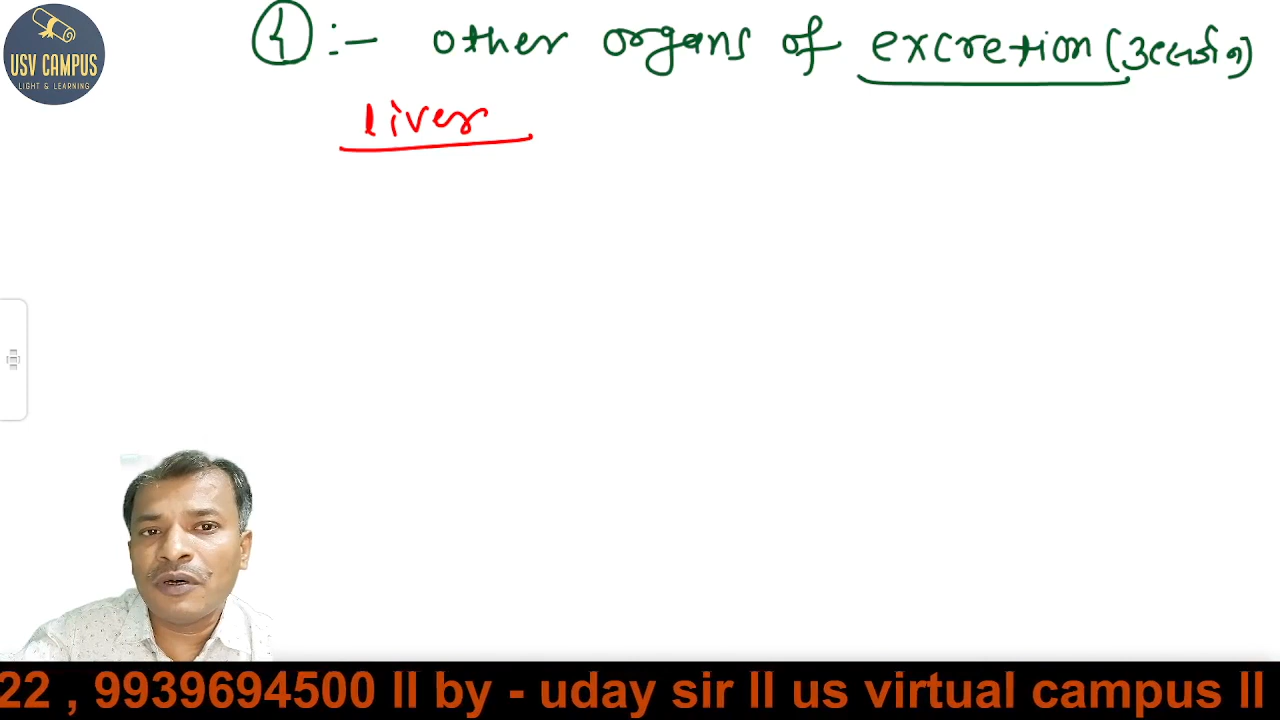 USV CAMPUS
LIGHT & LEARNING
:- other organs of excretion (उत्सर्जन)
liver
22 , 9939694500 ll by - uday sir ll us virtual campus ll